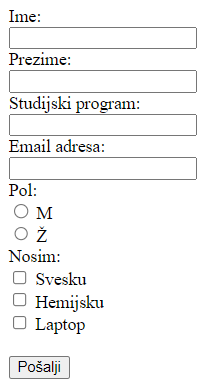 Ime:
Prezime:
Studijski program:
Email adresa:
Pol:
M
Ž
Nosim:
Svesku
Hemijsku
Laptop
Pošalji